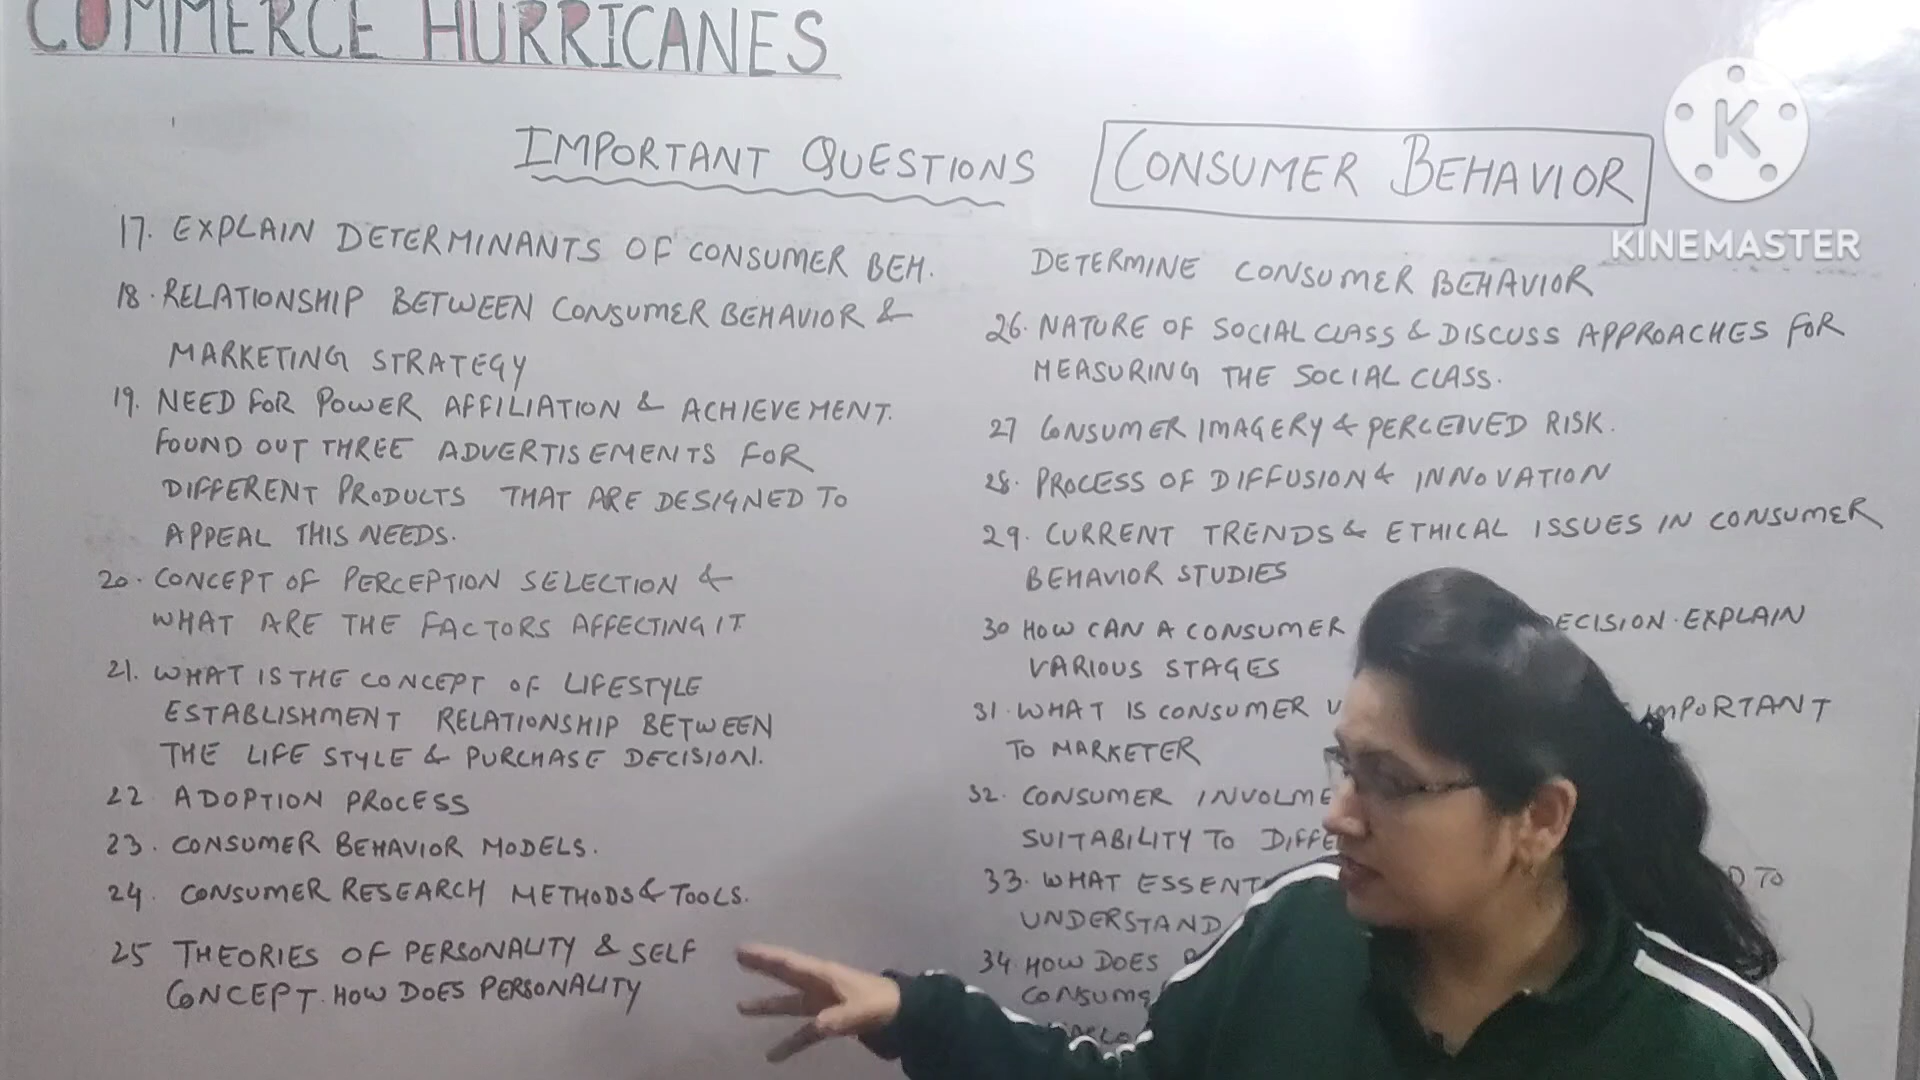 COMMERCE HURRICANES
IMPORTANT QUESTIONS
CONSUMER BEHAVIOR
KINEMASTER
17. EXPLAIN DETERMINANTS OF CONSUMER BEH.
18. RELATIONSHIP BETWEEN CONSUMER BEHAVIOR &
MARKETING STRATEGY
19. NEED FOR POWER AFFILIATION & ACHIEVEMENT.
FOUND OUT THREE ADVERTISEMENTS FOR
DIFFERENT PRODUCTS THAT ARE DESIGNED TO
APPEAL THIS NEEDS.
20. CONCEPT OF PERCEPTION SELECTION &
WHAT ARE THE FACTORS AFFECTING IT
21. WHAT IS THE CONCEPT OF LIFESTYLE
ESTABLISHMENT RELATIONSHIP BETWEEN
THE LIFE STYLE & PURCHASE DECISION.
22. ADOPTION PROCESS
23. CONSUMER BEHAVIOR MODELS.
24. CONSUMER RESEARCH METHODS & TOOLS.
25 THEORIES OF PERSONALITY & SELF
CONCEPT. HOW DOES PERSONALITY
DETERMINE CONSUMER BEHAVIOR
26. NATURE OF SOCIAL CLASS & DISCUSS APPROACHES FOR
MEASURING THE SOCIAL CLASS.
27 CONSUMER IMAGERY & PERCEIVED RISK.
28. PROCESS OF DIFFUSION & INNOVATION
29. CURRENT TRENDS & ETHICAL ISSUES IN CONSUMER
BEHAVIOR STUDIES
30 HOW CAN A CONSUMER ECISION. EXPLAIN
VARIOUS STAGES
31. WHAT IS CONSUMER IMPORTANT
TO MARKETER
32. CONSUMER INVOLME
SUITABILITY TO DIFFE
33. WHAT ESSENT TO
UNDERSTAND
34. HOW DOES
CONSUME